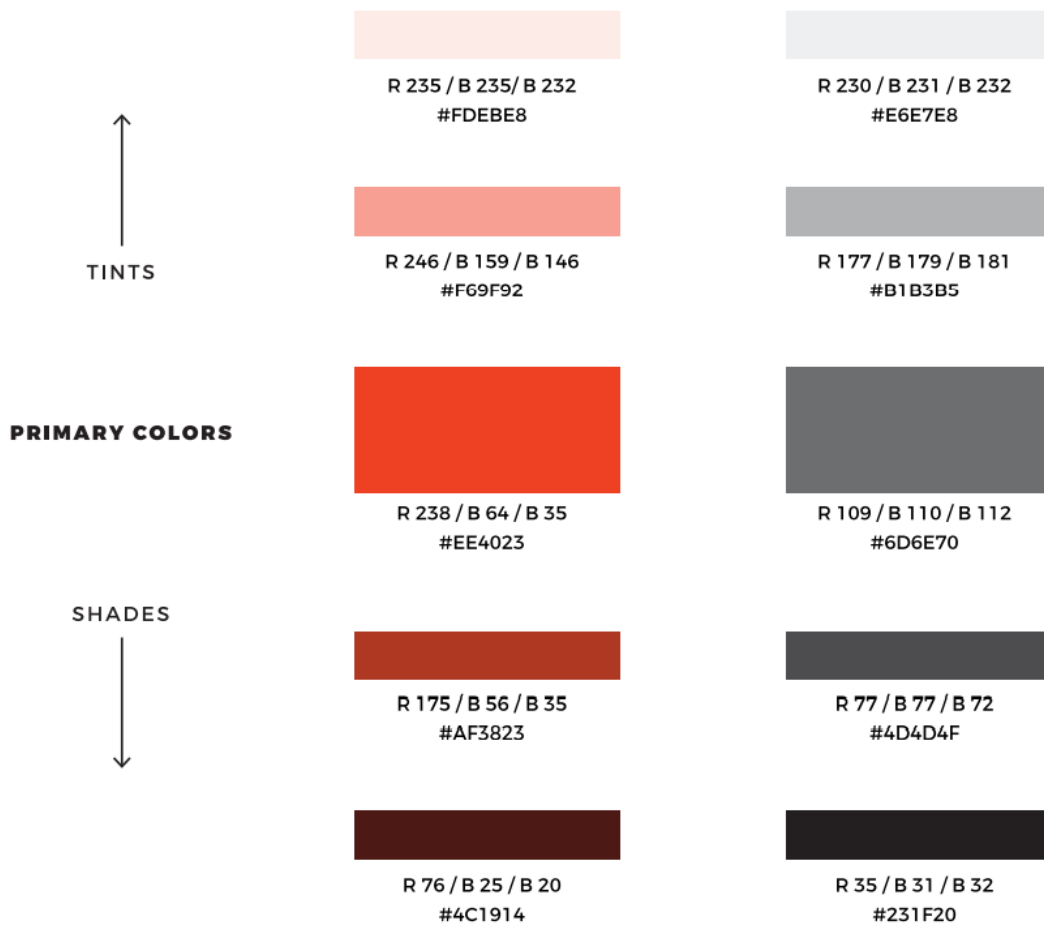 R 235 / B 235/ B 232
#FDEBE8
R 230 / B 231 / B 232
#E6E7E8
TINTS
R 246 / B 159 / B 146
#F69F92
R 177 / B 179 / B 181
#B1B3B5
PRIMARY COLORS
R 238 / B 64 / B 35
#EE4023
R 109 / B 110 / B 112
#6D6E70
SHADES
R 175 / B 56 / B 35
#AF3823
R 77 / B 77 / B 72
#4D4D4F
R 76 / B 25 / B 20
#4C1914
R 35 / B 31 / B 32
#231F20